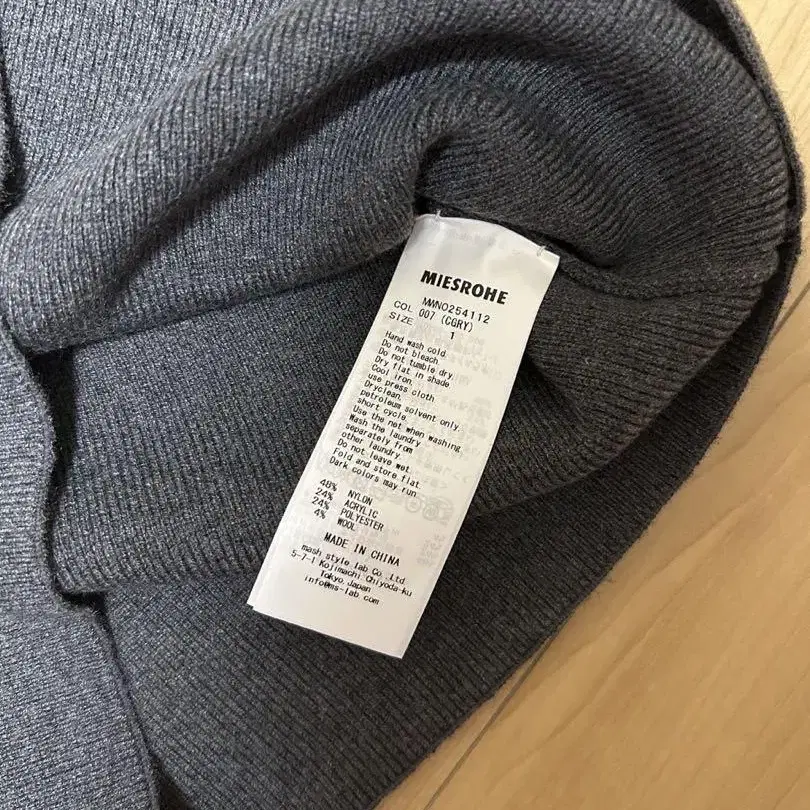 MIESROHE
MWNO254112
COL 007 (CGRY)
SIZE 1
Hand wash cold.
Do not bleach.
Do not tumble dry.
Dry flat in shade
Cool iron.
use press cloth
Dryclean,
petroleum solvent only.
short cycle.
Use the net when washing.
Wash the laundry
separately from
other laundry.
Do not leave wet.
Fold and store flat.
Dark colors may run.
48% NYLON
24% ACRYLIC
24% POLYESTER
4% WOOL
MADE IN CHINA
mash style lab Co.,Ltd.
5-7-1 Kojimachi Chiyoda-ku
Tokyo,Japan
info@ms-lab.com